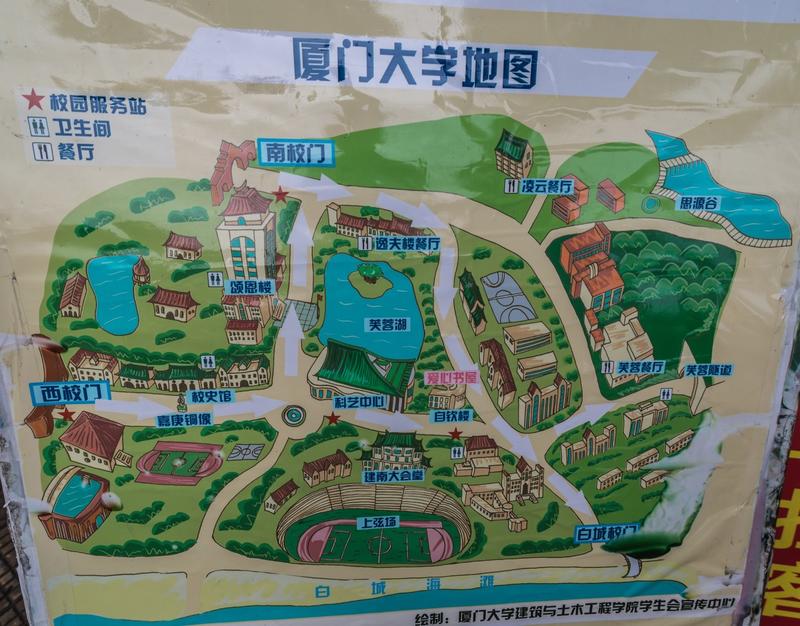 厦门大学地图
校园服务站
卫生间
餐厅
南校门
凌云餐厅
思源谷
逸夫楼餐厅
颂恩楼
芙蓉湖
芙蓉餐厅
芙蓉隧道
爱心书屋
西校门
校史馆
科艺中心
自钦楼
嘉庚铜像
建南大会堂
上弦场
白城校门
白城海滩
绘制：厦门大学建筑与土木工程学院学生会宣传中心
客